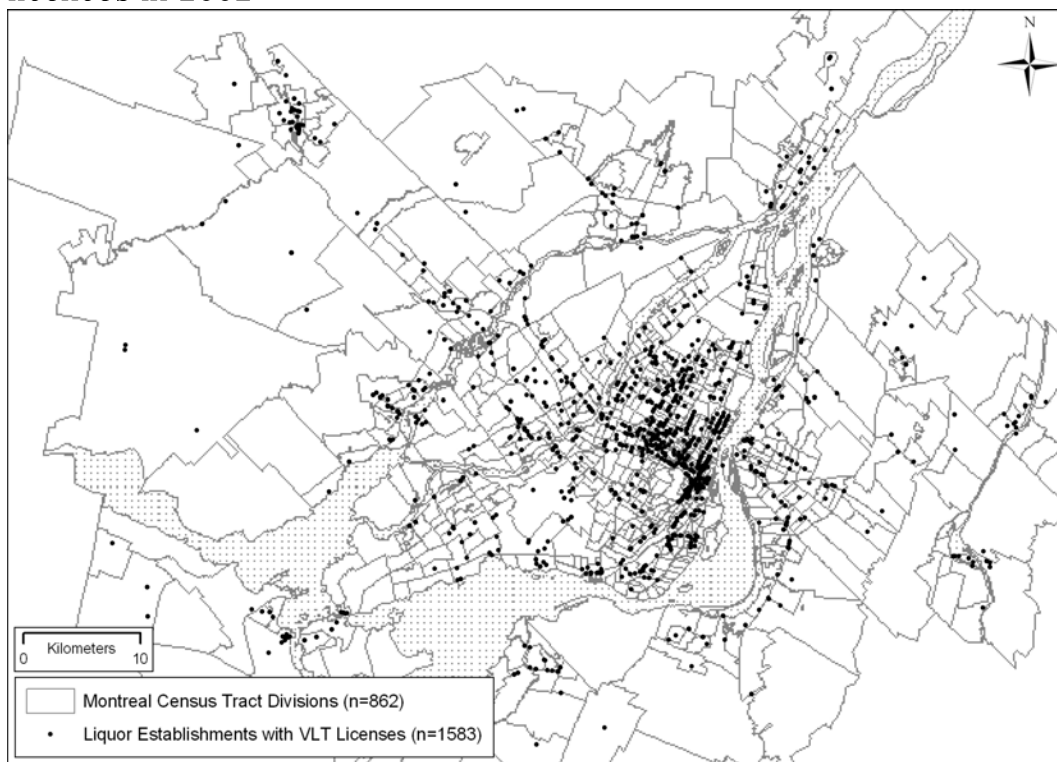 N
Kilometers
0 10
Montreal Census Tract Divisions (n=862)
Liquor Establishments with VLT Licenses (n=1583)